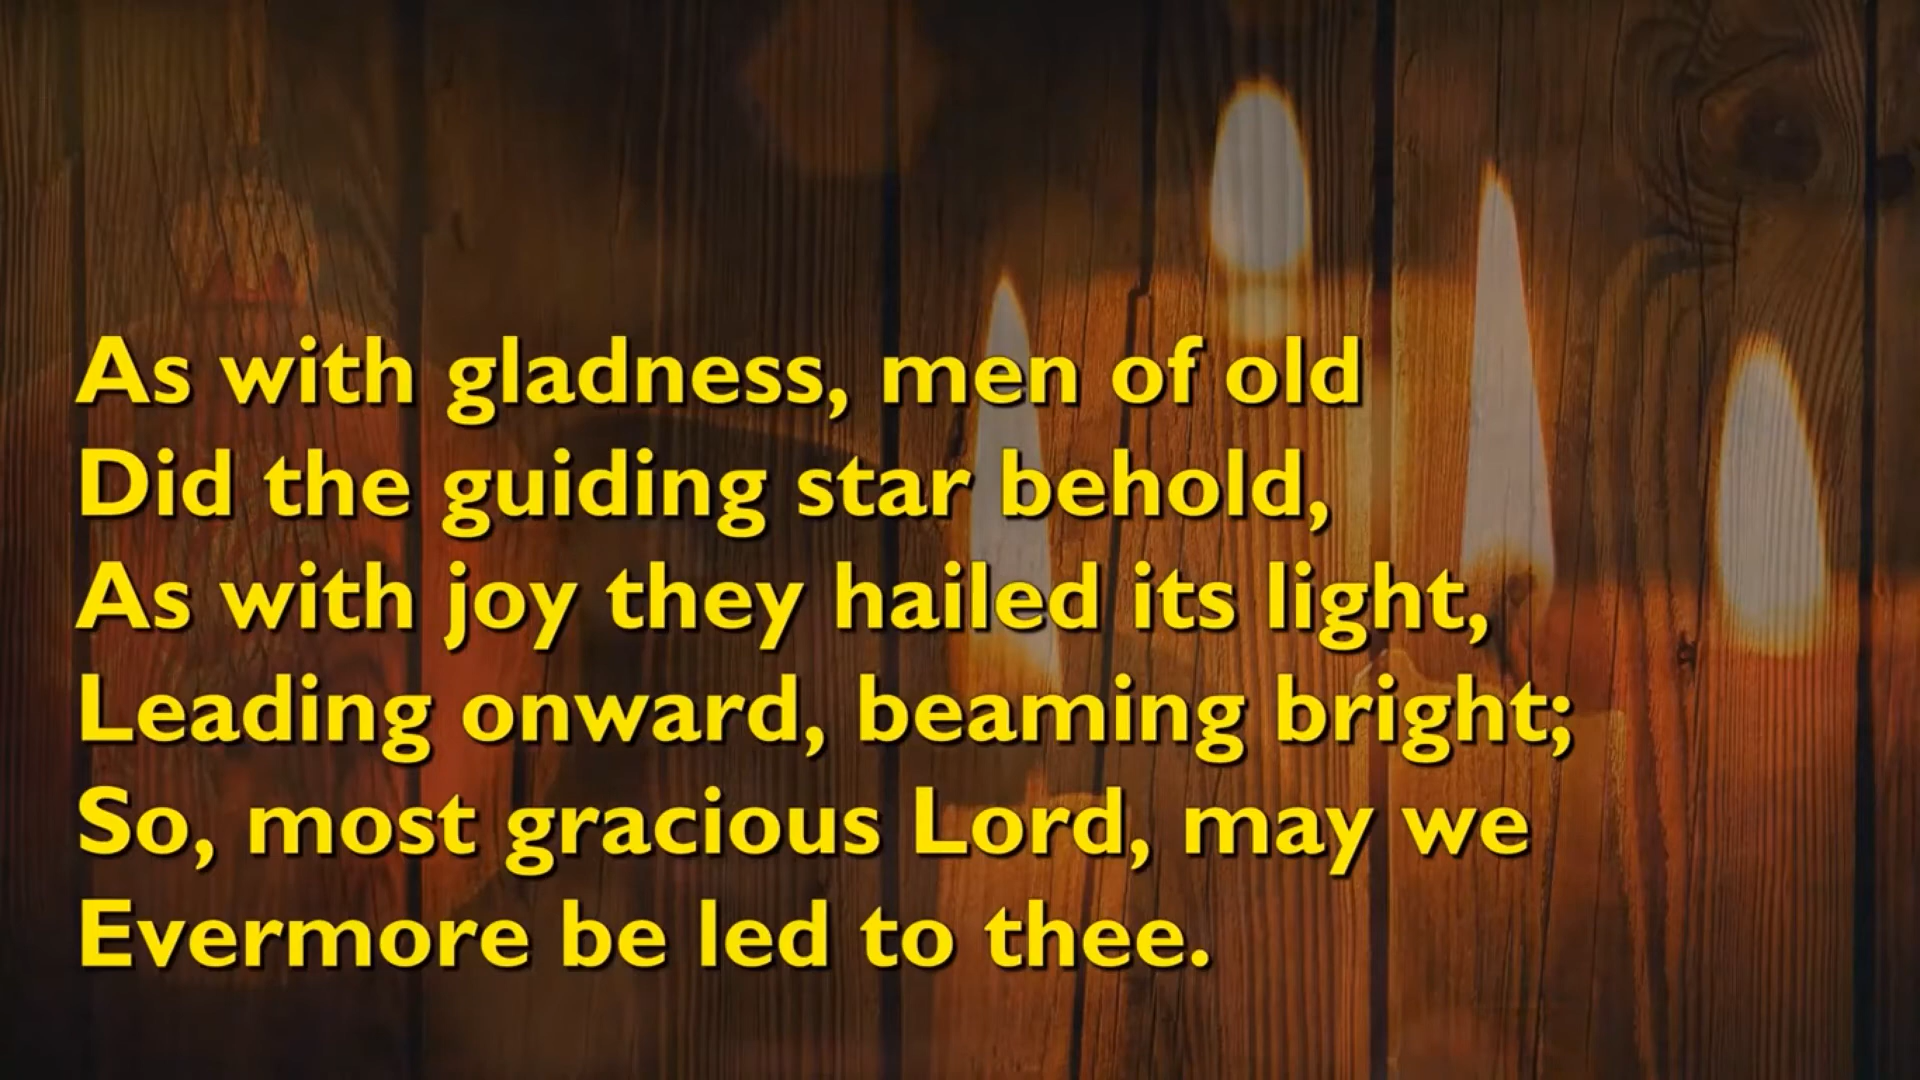 As with gladness, men of old
Did the guiding star behold,
As with joy they hailed its light,
Leading onward, beaming bright;
So, most gracious Lord, may we
Evermore be led to thee.